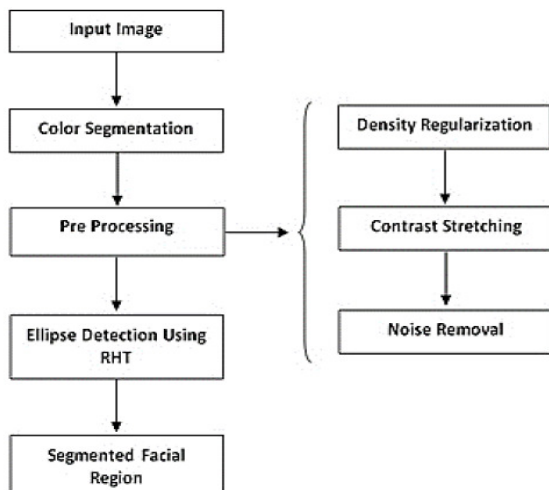 Input Image
Color Segmentation
Pre Processing
Ellipse Detection Using
RHT
Segmented Facial
Region
Density Regularization
Contrast Stretching
Noise Removal